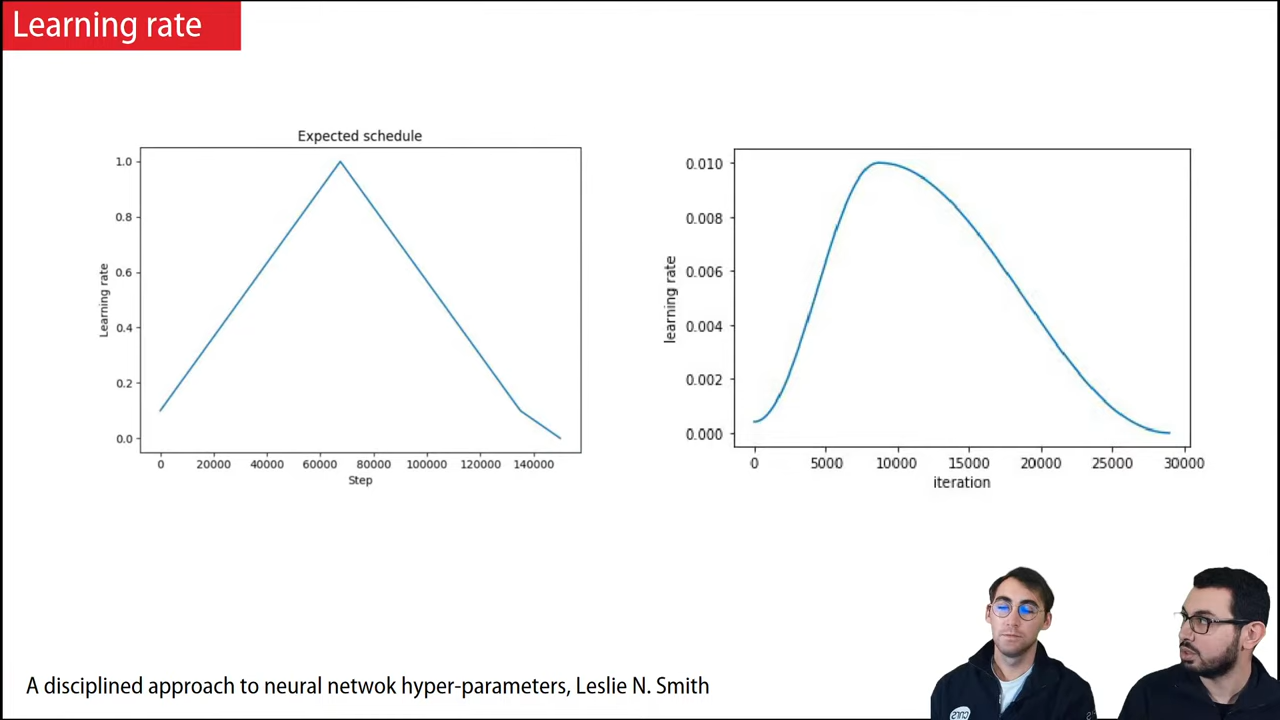 Learning rate
Expected schedule
Learning rate
1.0
0.8
0.6
0.4
0.2
0.0
0 20000 40000 60000 80000 100000 120000 140000
Step
learning rate
0.010
0.008
0.006
0.004
0.002
0.000
0 5000 10000 15000 20000 25000 30000
iteration
A disciplined approach to neural netwok hyper-parameters, Leslie N. Smith